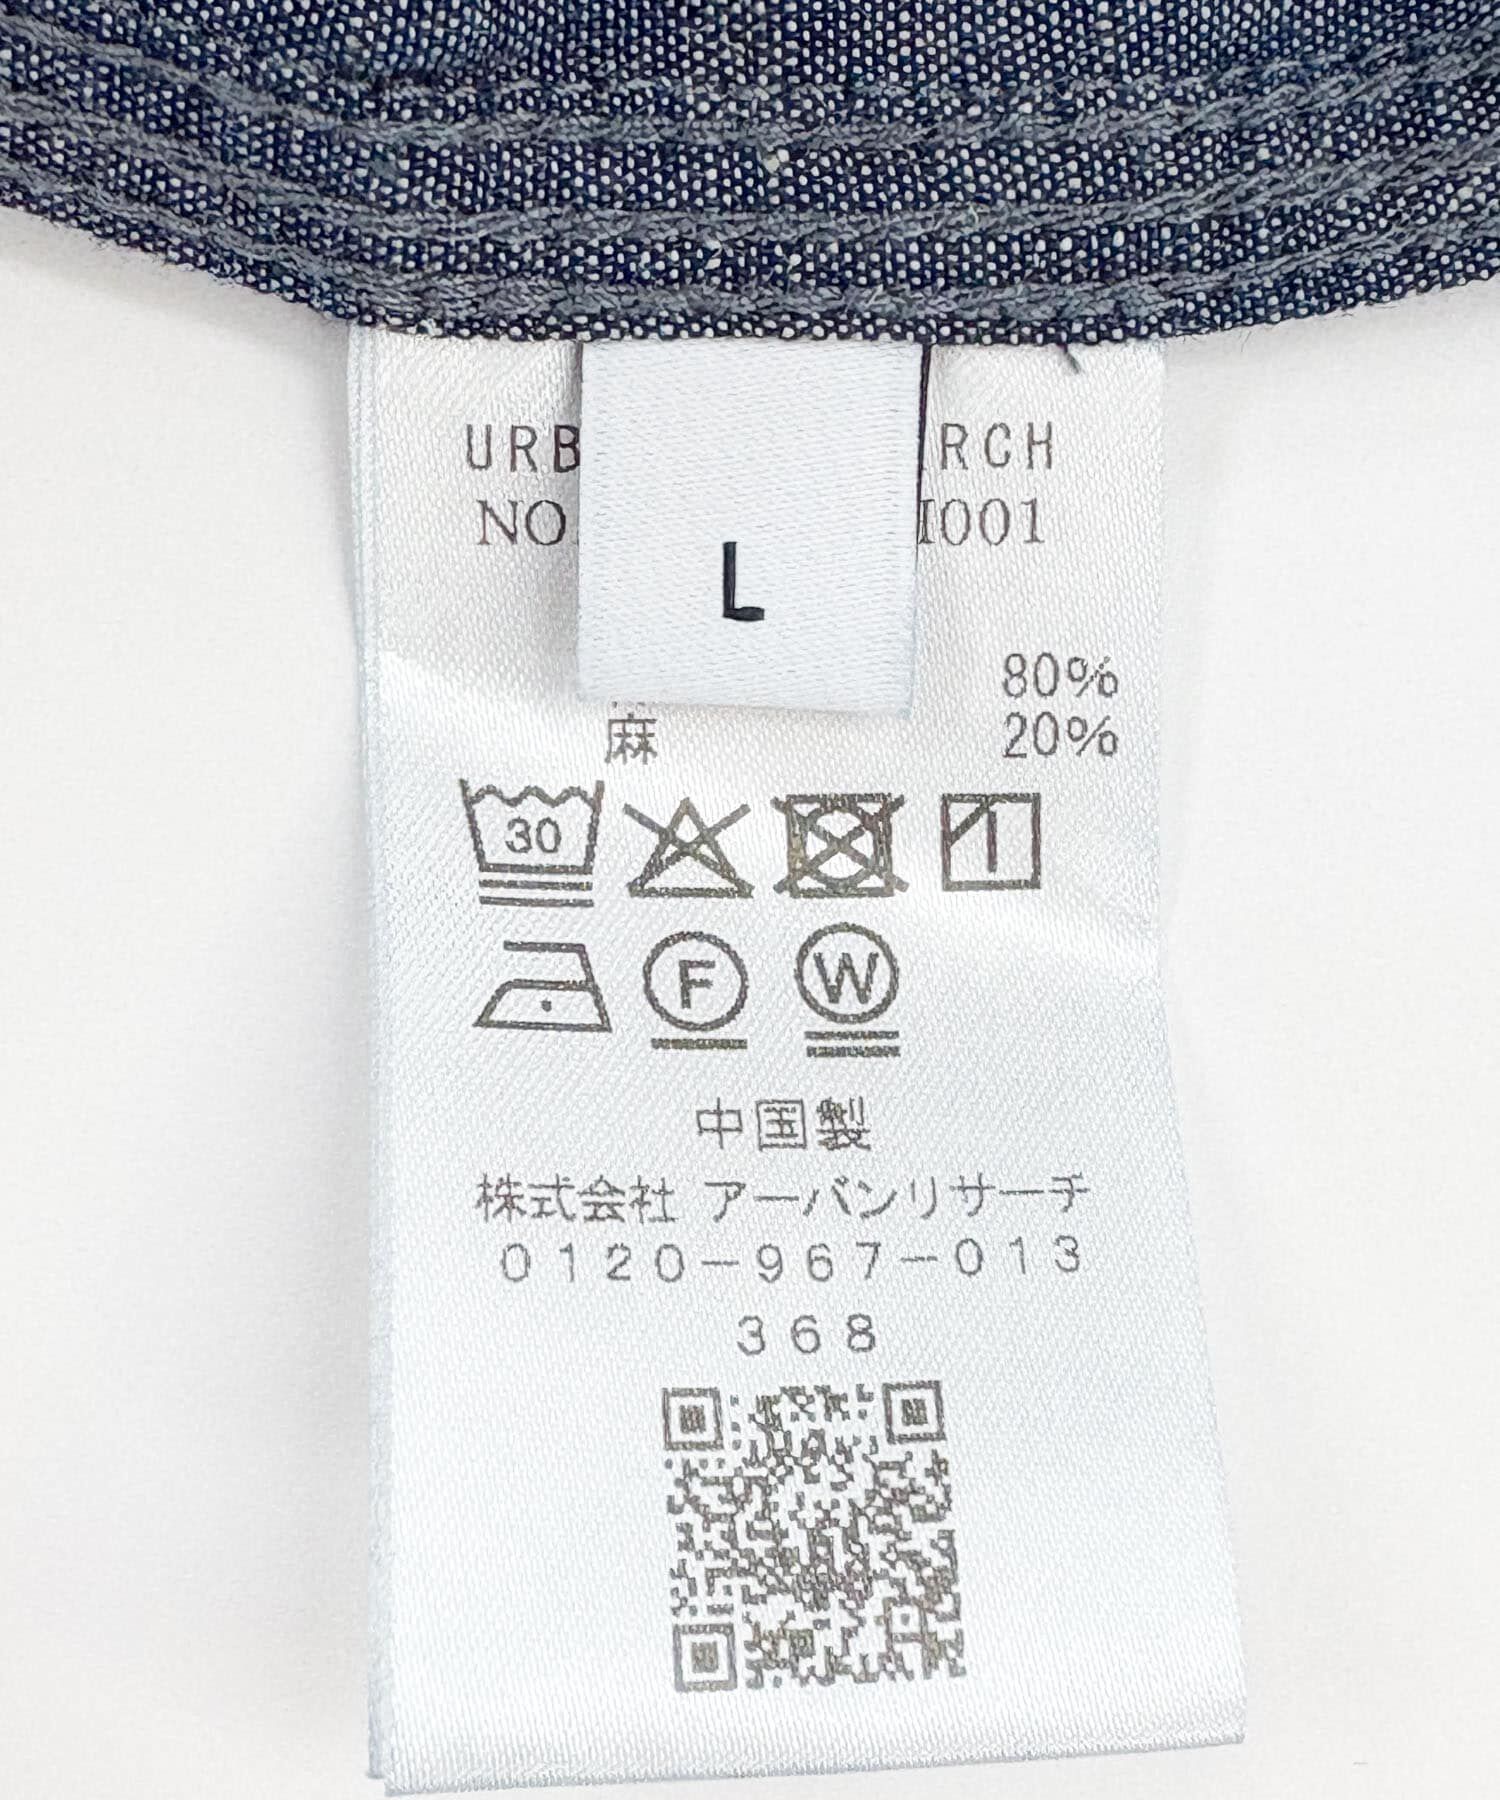 URB RCH
NO. I001
L
80%
麻 20%
30
F W
中国製
株式会社 アーバンリサーチ
0120-967-013
368